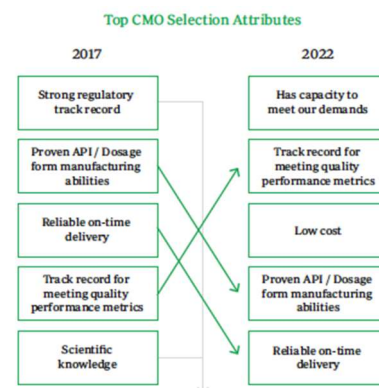 Top CMO Selection Attributes
2017
2022
Strong regulatory
track record
Proven API / Dosage
form manufacturing
abilities
Reliable on-time
delivery
Track record for
meeting quality
performance metrics
Scientific
knowledge
Has capacity to
meet our demands
Track record for
meeting quality
performance metrics
Low cost
Proven API / Dosage
form manufacturing
abilities
Reliable on-time
delivery